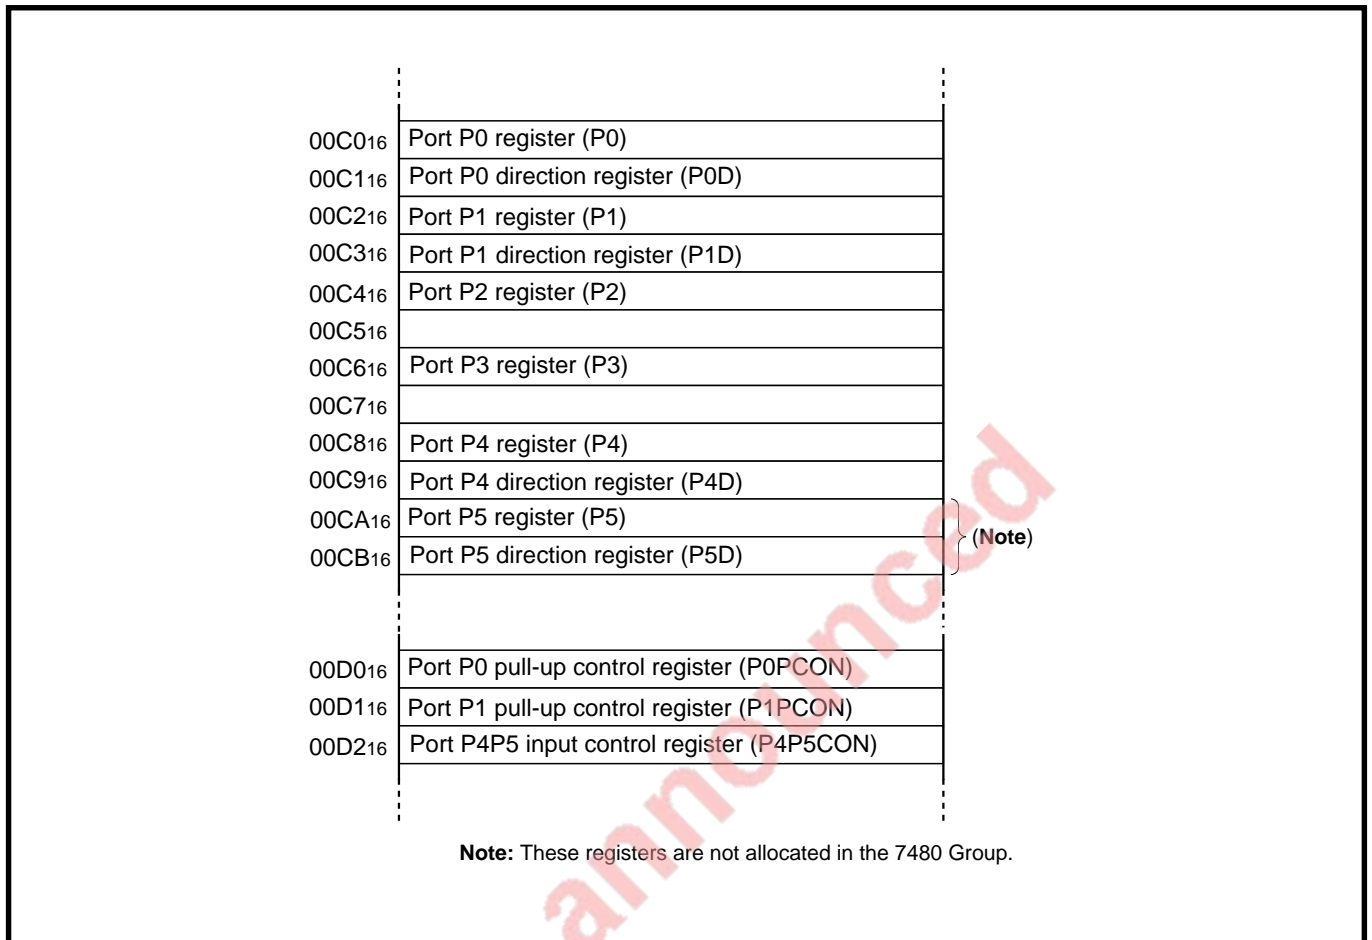 00C016 Port P0 register (P0)
00C116 Port P0 direction register (P0D)
00C216 Port P1 register (P1)
00C316 Port P1 direction register (P1D)
00C416 Port P2 register (P2)
00C516
00C616 Port P3 register (P3)
00C716
00C816 Port P4 register (P4)
00C916 Port P4 direction register (P4D)
00CA16 Port P5 register (P5)
(Note)
00CB16 Port P5 direction register (P5D)
00D016 Port P0 pull-up control register (P0PCON)
00D116 Port P1 pull-up control register (P1PCON)
00D216 Port P4P5 input control register (P4P5CON)
Note: These registers are not allocated in the 7480 Group.
announced